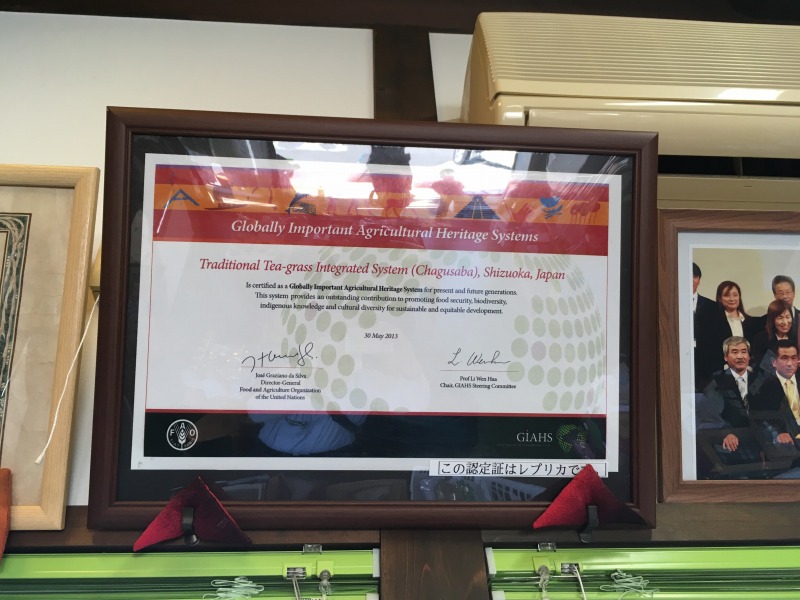 Globally Important Agricultural Heritage Systems
Traditional Tea-grass Integrated System (Chagusaba), Shizuoka, Japan
Is certified as a Globally Important Agricultural Heritage System for present and future generations.
This system provides an outstanding contribution to promoting food security, biodiversity,
indigenous knowledge and cultural diversity for sustainable and equitable development.
30 May 2013
José Graziano da Silva
Director-General
Food and Agriculture Organization
of the United Nations
L Wenhua
Prof Li Wen Hua
Chair, GIAHS Steering Committee
FAO
GIAHS
この認定証はレプリカです。